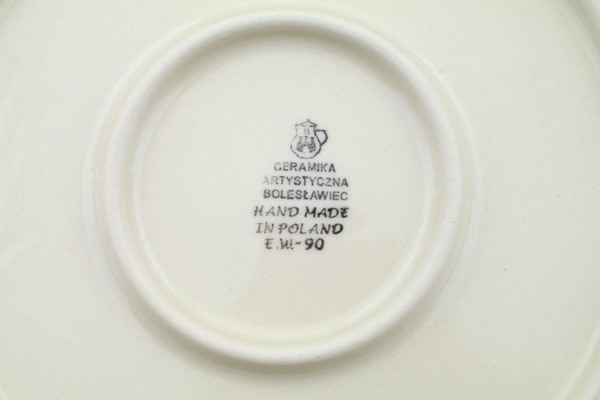 B
CERAMIKA
ARTYSTYCZNA
BOLESŁAWIEC
HAND MADE
IN POLAND
E.W.-90